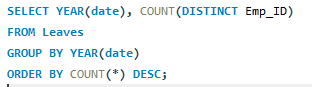 SELECT YEAR(date), COUNT(DISTINCT Emp_ID)
FROM Leaves
GROUP BY YEAR(date)
ORDER BY COUNT(*) DESC;